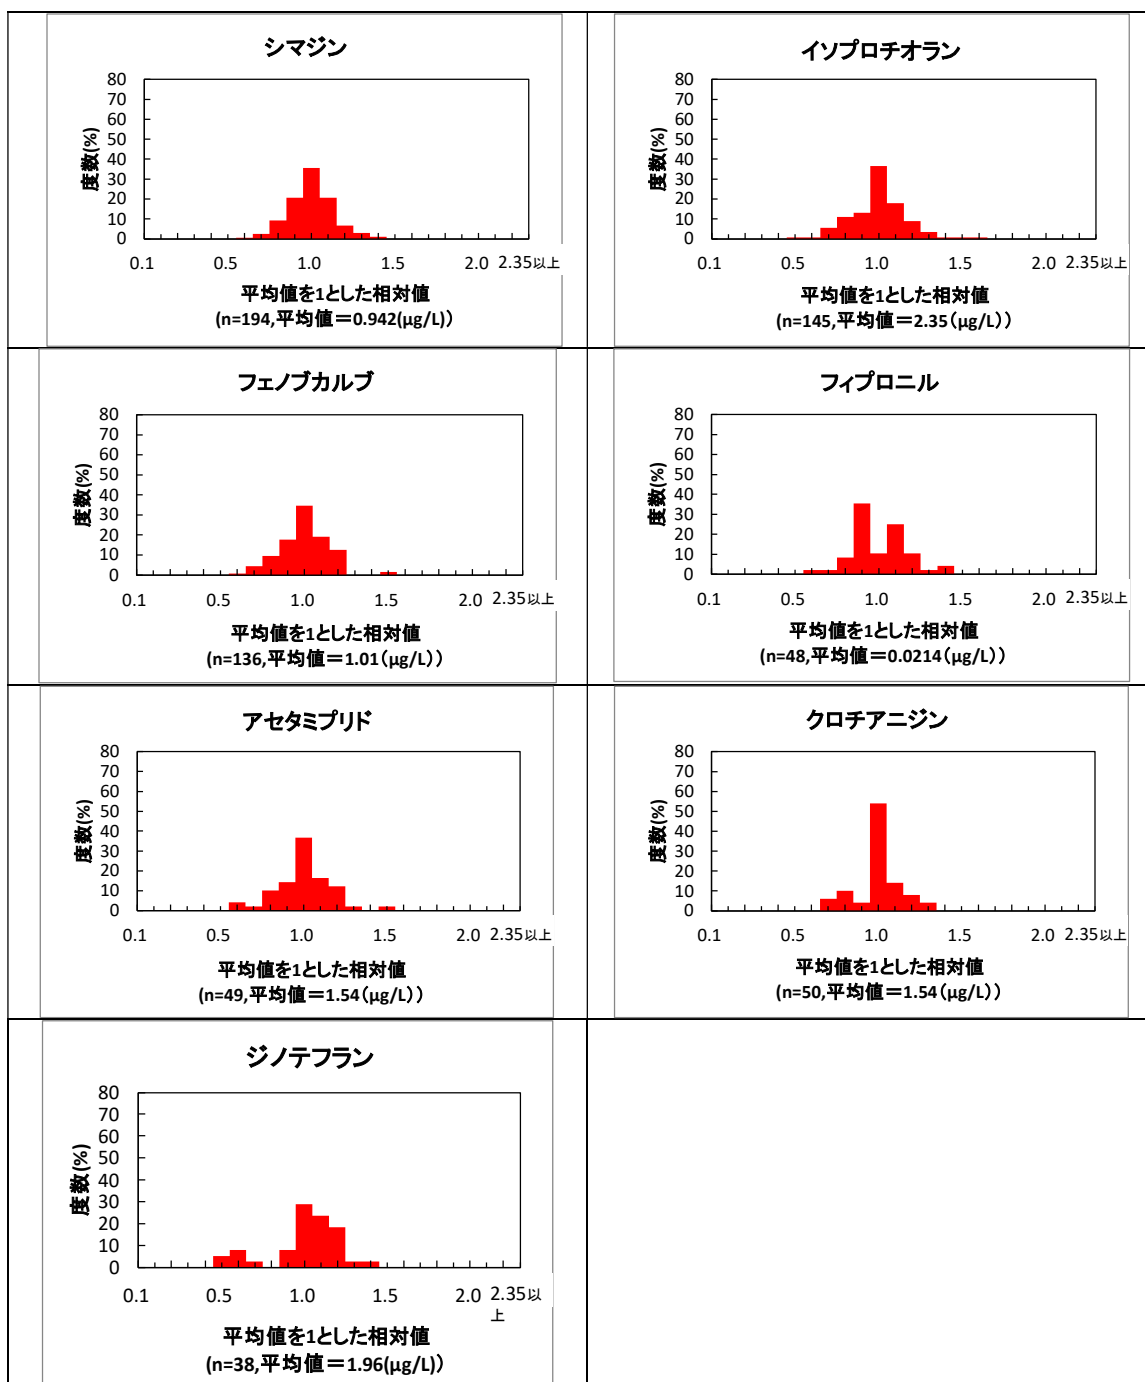 シマジン
80
70
60
50
40
30
20
10
0
度数(%)
0.1 0.5 1.0 1.5 2.0 2.35以上
平均値を1とした相対値
(n=194,平均値＝0.942(µg/L))
イソプロチオラン
80
70
60
50
40
30
20
10
0
度数(%)
0.1 0.5 1.0 1.5 2.0 2.35以上
平均値を1とした相対値
(n=145,平均値＝2.35(µg/L))
フェノブカルブ
80
70
60
50
40
30
20
10
0
度数(%)
0.1 0.5 1.0 1.5 2.0 2.35以上
平均値を1とした相対値
(n=136,平均値＝1.01(µg/L))
フィプロニル
80
70
60
50
40
30
20
10
0
度数(%)
0.1 0.5 1.0 1.5 2.0 2.35以上
平均値を1とした相対値
(n=48,平均値＝0.0214(µg/L))
アセタミプリド
80
70
60
50
40
30
20
10
0
度数(%)
0.1 0.5 1.0 1.5 2.0 2.35以上
平均値を1とした相対値
(n=49,平均値＝1.54(µg/L))
クロチアニジン
80
70
60
50
40
30
20
10
0
度数(%)
0.1 0.5 1.0 1.5 2.0 2.35以上
平均値を1とした相対値
(n=50,平均値＝1.54(µg/L))
ジノテフラン
80
70
60
50
40
30
20
10
0
度数(%)
0.1 0.5 1.0 1.5 2.0 2.35以
上
平均値を1とした相対値
(n=38,平均値＝1.96(µg/L))